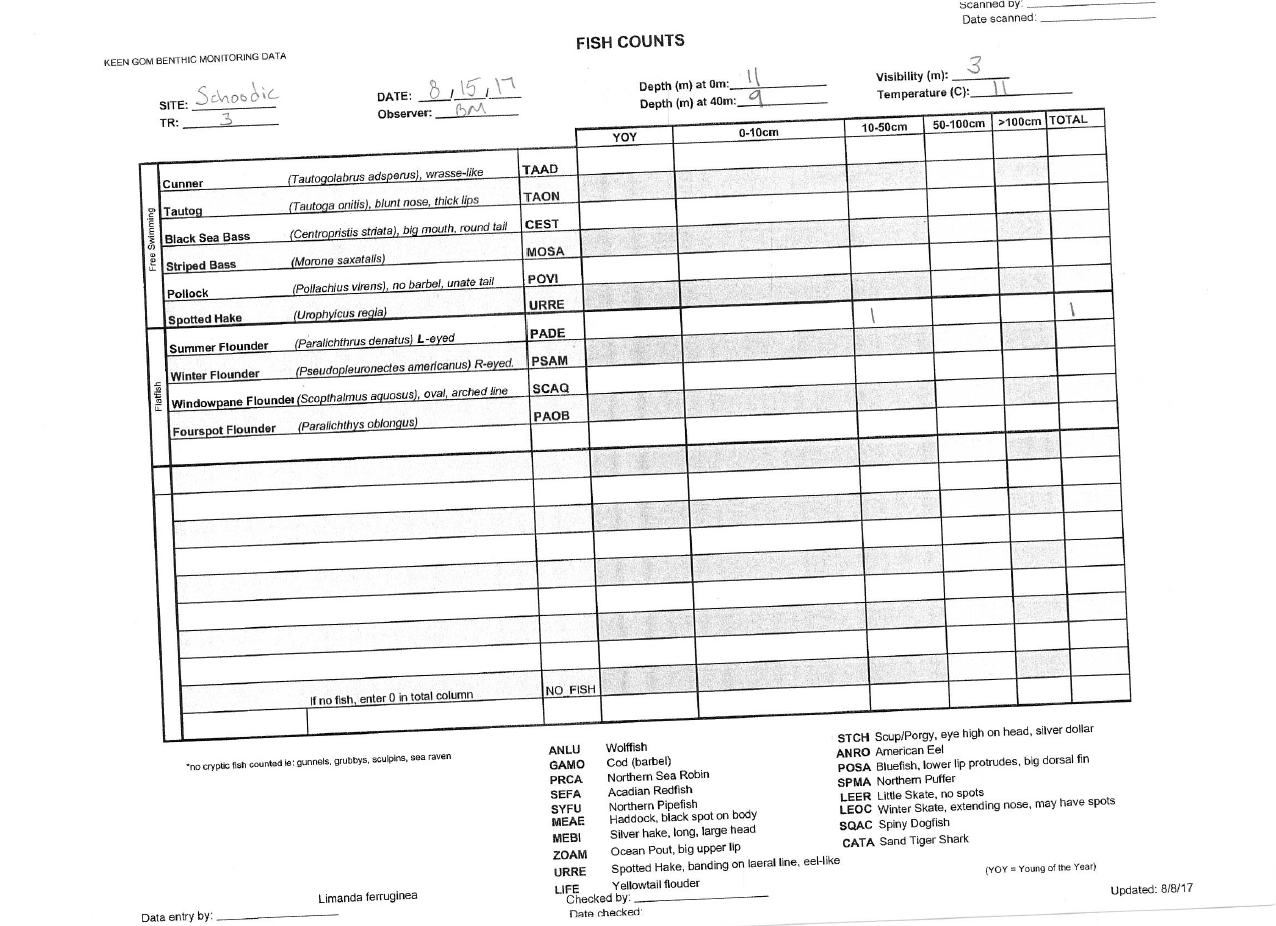 Scanned by:
Date scanned:
FISH COUNTS
KEEN GOM BENTHIC MONITORING DATA
SITE: Schoodic DATE: 8 / 15 / 17 Depth (m) at 0m: 11 Visibility (m): 3
TR: 3 Observer: BM Depth (m) at 40m: 9 Temperature (C): 11
YOY 0-10cm 10-50cm 50-100cm >100cm TOTAL
Free Swimming
Cunner (Tautogolabrus adsperus), wrasse-like TAAD
Tautog (Tautoga onitis), blunt nose, thick lips TAON
Black Sea Bass (Centropristis striata), big mouth, round tail CEST
Striped Bass (Morone saxatalis) MOSA
Pollock (Pollachius virens), no barbel, unate tail POVI
Spotted Hake (Urophyicus regia) URRE
Flatfish
Summer Flounder (Paralichthrus denatus) L-eyed PADE 1 1
Winter Flounder (Pseudopleuronectes americanus) R-eyed. PSAM
Windowpane Flounder (Scopthalmus aquosus), oval, arched line SCAQ
Fourspot Flounder (Paralichthys oblongus) PAOB
If no fish, enter 0 in total column NO FISH
*no cryptic fish counted ie: gunnels, grubbys, sculpins, sea raven
ANLU Wolffish
GAMO Cod (barbel)
PRCA Northern Sea Robin
SEFA Acadian Redfish
SYFU Northern Pipefish
MEAE Haddock, black spot on body
MEBI Silver hake, long, large head
ZOAM Ocean Pout, big upper lip
URRE Spotted Hake, banding on laeral line, eel-like
LIFE Yellowtail flouder
STCH Scup/Porgy, eye high on head, silver dollar
ANRO American Eel
POSA Bluefish, lower lip protrudes, big dorsal fin
SPMA Northern Puffer
LEER Little Skate, no spots
LEOC Winter Skate, extending nose, may have spots
SQAC Spiny Dogfish
CATA Sand Tiger Shark
(YOY = Young of the Year)
Limanda ferruginea
Data entry by:
Checked by:
Date checked:
Updated: 8/8/17